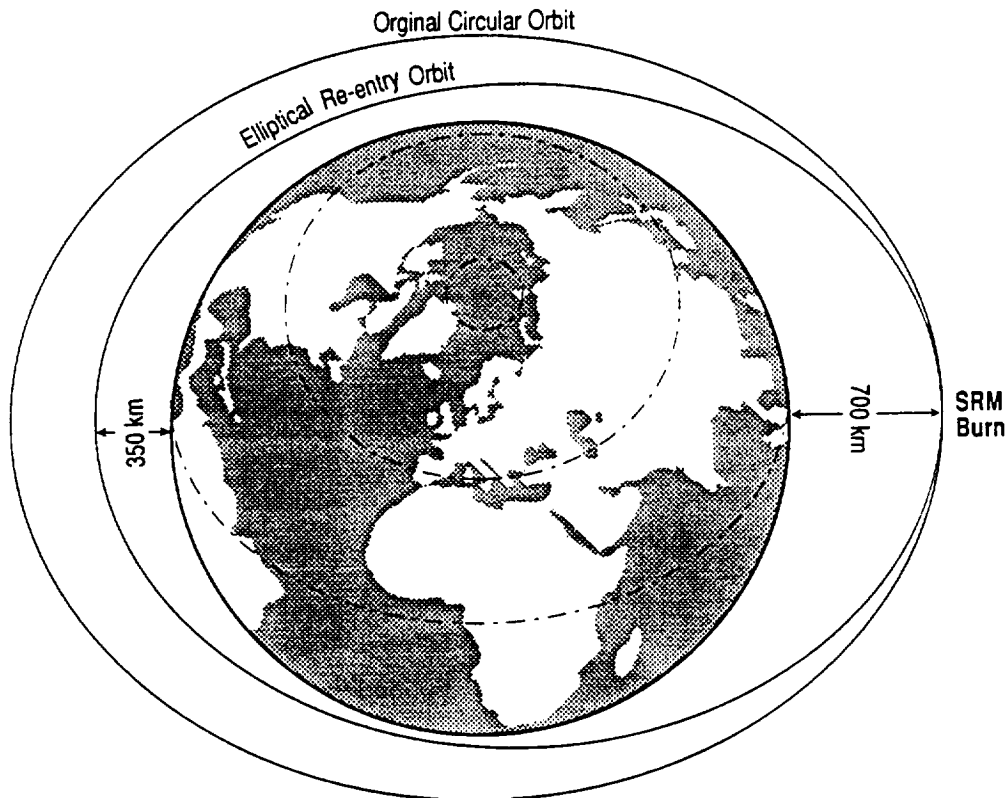 Orginal Circular Orbit
Elliptical Re-entry Orbit
350 km
700 km
SRM
Burn